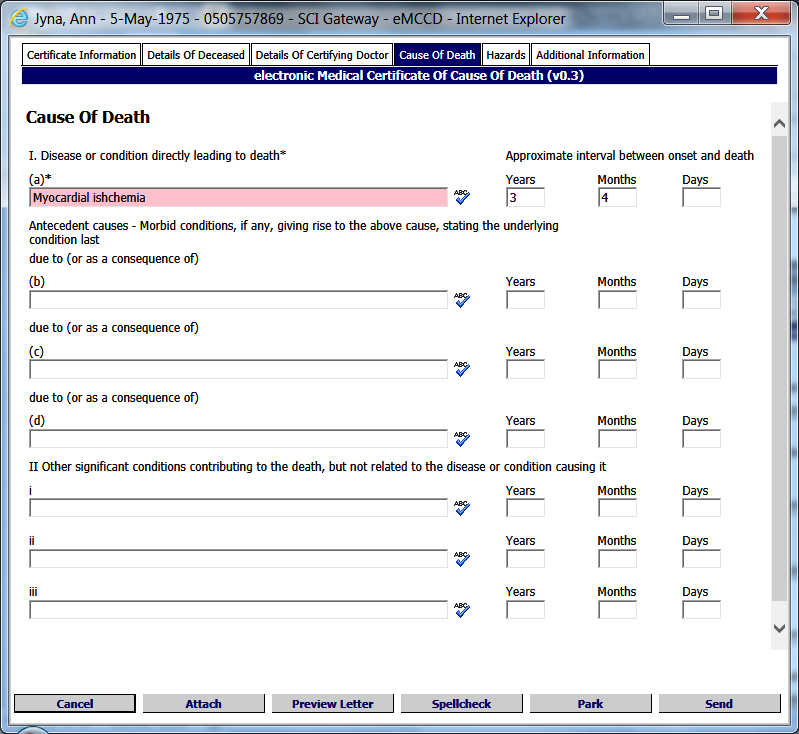 Jyna, Ann - 5-May-1975 - 0505757869 - SCI Gateway - eMCCD - Internet Explorer
Certificate Information Details Of Deceased Details Of Certifying Doctor Cause Of Death Hazards Additional Information
electronic Medical Certificate Of Cause Of Death (v0.3)
Cause Of Death
I. Disease or condition directly leading to death* Approximate interval between onset and death
(a)* Years Months Days
Myocardial ishchemia ABC 3 4
Antecedent causes - Morbid conditions, if any, giving rise to the above cause, stating the underlying
condition last
due to (or as a consequence of)
(b) Years Months Days
ABC
due to (or as a consequence of)
(c) Years Months Days
ABC
due to (or as a consequence of)
(d) Years Months Days
ABC
II Other significant conditions contributing to the death, but not related to the disease or condition causing it
i Years Months Days
ABC
ii Years Months Days
ABC
iii Years Months Days
ABC
Cancel Attach Preview Letter Spellcheck Park Send